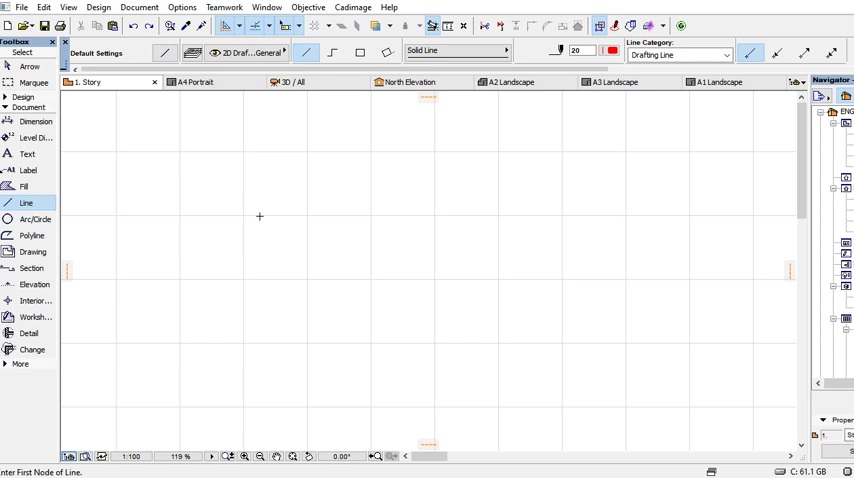 File Edit View Design Document Options Teamwork Window Objective Cadimage Help
Toolbox
Select
Arrow
Marquee
Design
Document
Dimension
Level Di...
Text
Label
Fill
Line
Arc/Circle
Polyline
Drawing
Section
Elevation
Interior...
Worksh...
Detail
Change
More
Default Settings
2D Draf...General
Solid Line
20
Line Category:
Drafting Line
1. Story
A4 Portrait
3D / All
North Elevation
A2 Landscape
A3 Landscape
A1 Landscape
Navigator -
1:100
119 %
0.00°
nter First Node of Line.
C: 61.1 GB
1.